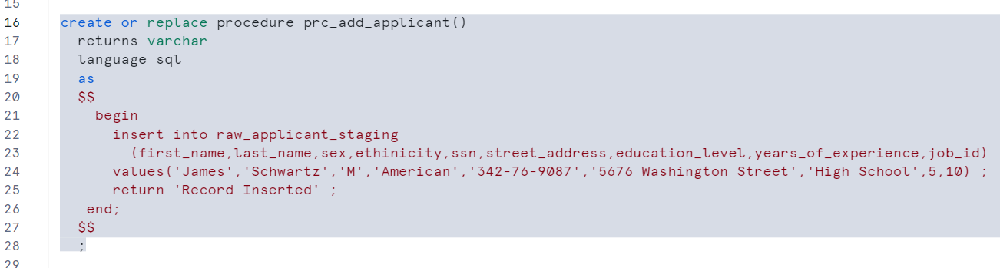 15
16 create or replace procedure prc_add_applicant()
17 returns varchar
18 language sql
19 as
20 $$
21 begin
22 insert into raw_applicant_staging
23 (first_name,last_name,sex,ethinicity,ssn,street_address,education_level,years_of_experience,job_id)
24 values('James','Schwartz','M','American','342-76-9087','5676 Washington Street','High School',5,10) ;
25 return 'Record Inserted' ;
26 end;
27 $$
28 ;
29